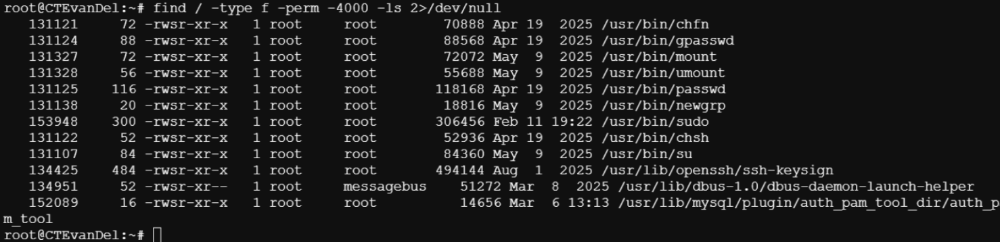 root@CTEvanDel:~# find / -type f -perm -4000 -ls 2>/dev/null
   131121     72 -rwsr-xr-x   1 root     root        70888 Apr 19  2025 /usr/bin/chfn
   131124     88 -rwsr-xr-x   1 root     root        88568 Apr 19  2025 /usr/bin/gpasswd
   131327     72 -rwsr-xr-x   1 root     root        72072 May  9  2025 /usr/bin/mount
   131328     56 -rwsr-xr-x   1 root     root        55688 May  9  2025 /usr/bin/umount
   131125    116 -rwsr-xr-x   1 root     root       118168 Apr 19  2025 /usr/bin/passwd
   131138     20 -rwsr-xr-x   1 root     root        18816 May  9  2025 /usr/bin/newgrp
   153948    300 -rwsr-xr-x   1 root     root       306456 Feb 11 19:22 /usr/bin/sudo
   131122     52 -rwsr-xr-x   1 root     root        52936 Apr 19  2025 /usr/bin/chsh
   131107     84 -rwsr-xr-x   1 root     root        84360 May  9  2025 /usr/bin/su
   134425    484 -rwsr-xr-x   1 root     root       494144 Aug  1  2025 /usr/lib/openssh/ssh-keysign
   134951     52 -rwsr-xr--   1 root     messagebus    51272 Mar  8  2025 /usr/lib/dbus-1.0/dbus-daemon-launch-helper
   152089     16 -rwsr-xr-x   1 root     root          14656 Mar  6 13:13 /usr/lib/mysql/plugin/auth_pam_tool_dir/auth_p
m_tool
root@CTEvanDel:~#